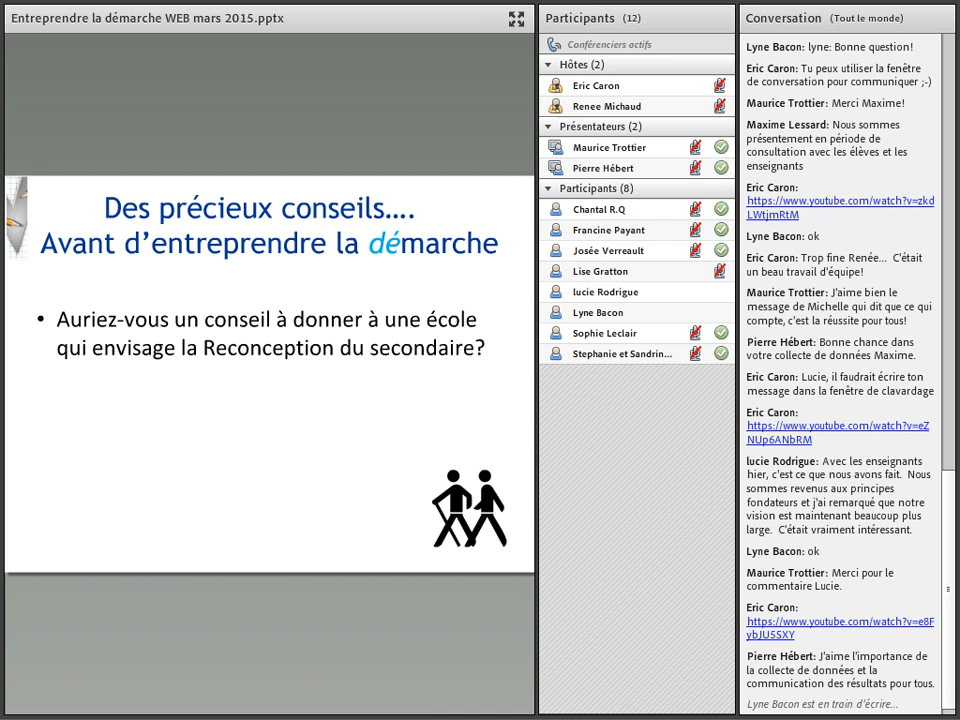 Entreprendre la démarche WEB mars 2015.pptx
Des précieux conseils....
Avant d’entreprendre la démarche
• Auriez-vous un conseil à donner à une école
qui envisage la Reconception du secondaire?
Participants (12)
Conférenciers actifs
Hôtes (2)
Eric Caron
Renee Michaud
Présentateurs (2)
Maurice Trottier
Pierre Hébert
Participants (8)
Chantal R.Q
Francine Payant
Josée Verreault
Lise Gratton
lucie Rodrigue
Lyne Bacon
Sophie Leclair
Stephanie et Sandrin...
Conversation (Tout le monde)
Lyne Bacon: lyne: Bonne question!
Eric Caron: Tu peux utiliser la fenêtre
de conversation pour communiquer ;-)
Maurice Trottier: Merci Maxime!
Maxime Lessard: Nous sommes
présentement en période de
consultation avec les élèves et les
enseignants
Eric Caron:
https://www.youtube.com/watch?v=zkd
LWtjmRtM
Lyne Bacon: ok
Eric Caron: Trop fine Renée... C'était
un beau travail d'équipe!
Maurice Trottier: J'aime bien le
message de Michelle qui dit que ce qui
compte, c'est la réussite pour tous!
Pierre Hébert: Bonne chance dans
votre collecte de données Maxime.
Eric Caron: Lucie, il faudrait écrire ton
message dans la fenêtre de clavardage
Eric Caron:
https://www.youtube.com/watch?v=eZ
NUp6ANbRM
lucie Rodrigue: Avec les enseignants
hier, c'est ce que nous avons fait. Nous
sommes revenus aux principes
fondateurs et j'ai remarqué que notre
vision est maintenant beaucoup plus
large. C'était vraiment intéressant.
Lyne Bacon: ok
Maurice Trottier: Merci pour le
commentaire Lucie.
Eric Caron:
https://www.youtube.com/watch?v=e8F
ybJU5SXY
Pierre Hébert: J'aime l'importance de
la collecte de données et la
communication des résultats pour tous.
Lyne Bacon est en train d'écrire...